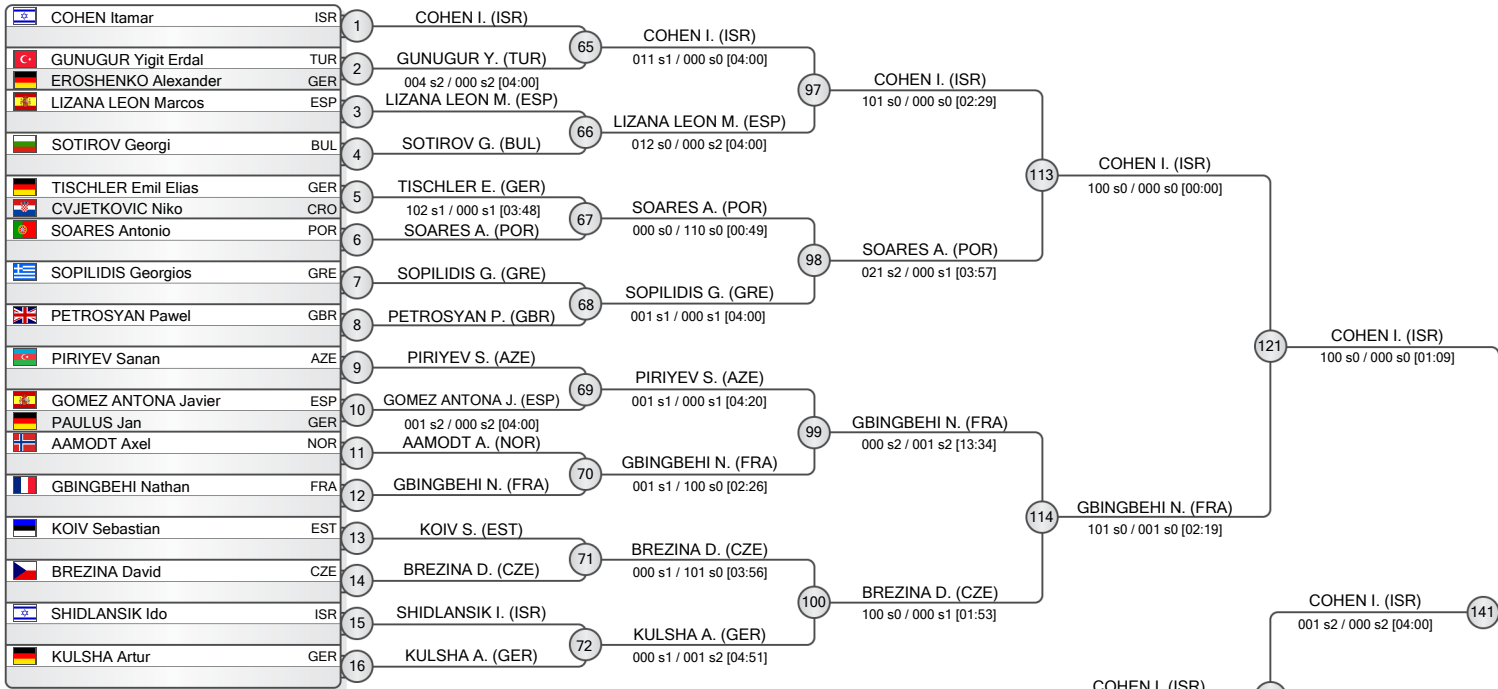 COHEN Itamar ISR
GUNUGUR Yigit Erdal TUR
EROSHENKO Alexander GER
LIZANA LEON Marcos ESP
SOTIROV Georgi BUL
TISCHLER Emil Elias GER
CVJETKOVIC Niko CRO
SOARES Antonio POR
SOPILIDIS Georgios GRE
PETROSYAN Pawel GBR
PIRIYEV Sanan AZE
GOMEZ ANTONA Javier ESP
PAULUS Jan GER
AAMODT Axel NOR
GBINGBEHI Nathan FRA
KOIV Sebastian EST
BREZINA David CZE
SHIDLANSIK Ido ISR
KULSHA Artur GER
1
2
3
4
5
6
7
8
9
10
11
12
13
14
15
16
COHEN I. (ISR)
GUNUGUR Y. (TUR)
004 s2 / 000 s2 [04:00]
LIZANA LEON M. (ESP)
SOTIROV G. (BUL)
TISCHLER E. (GER)
102 s1 / 000 s1 [03:48]
SOARES A. (POR)
SOPILIDIS G. (GRE)
PETROSYAN P. (GBR)
PIRIYEV S. (AZE)
GOMEZ ANTONA J. (ESP)
001 s2 / 000 s2 [04:00]
AAMODT A. (NOR)
GBINGBEHI N. (FRA)
KOIV S. (EST)
BREZINA D. (CZE)
SHIDLANSIK I. (ISR)
KULSHA A. (GER)
65
66
67
68
69
70
71
72
COHEN I. (ISR)
011 s1 / 000 s0 [04:00]
LIZANA LEON M. (ESP)
012 s0 / 000 s2 [04:00]
SOARES A. (POR)
000 s0 / 110 s0 [00:49]
SOPILIDIS G. (GRE)
001 s1 / 000 s1 [04:00]
PIRIYEV S. (AZE)
001 s1 / 000 s1 [04:20]
GBINGBEHI N. (FRA)
001 s1 / 100 s0 [02:26]
BREZINA D. (CZE)
000 s1 / 101 s0 [03:56]
KULSHA A. (GER)
000 s1 / 001 s2 [04:51]
97
98
99
100
COHEN I. (ISR)
101 s0 / 000 s0 [02:29]
SOARES A. (POR)
021 s2 / 000 s1 [03:57]
GBINGBEHI N. (FRA)
000 s2 / 001 s2 [13:34]
BREZINA D. (CZE)
100 s0 / 000 s1 [01:53]
113
114
COHEN I. (ISR)
100 s0 / 000 s0 [00:00]
GBINGBEHI N. (FRA)
101 s0 / 001 s0 [02:19]
121
COHEN I. (ISR)
100 s0 / 000 s0 [01:09]
COHEN I. (ISR)
001 s2 / 000 s2 [04:00]
141
COHEN I. (ISR)